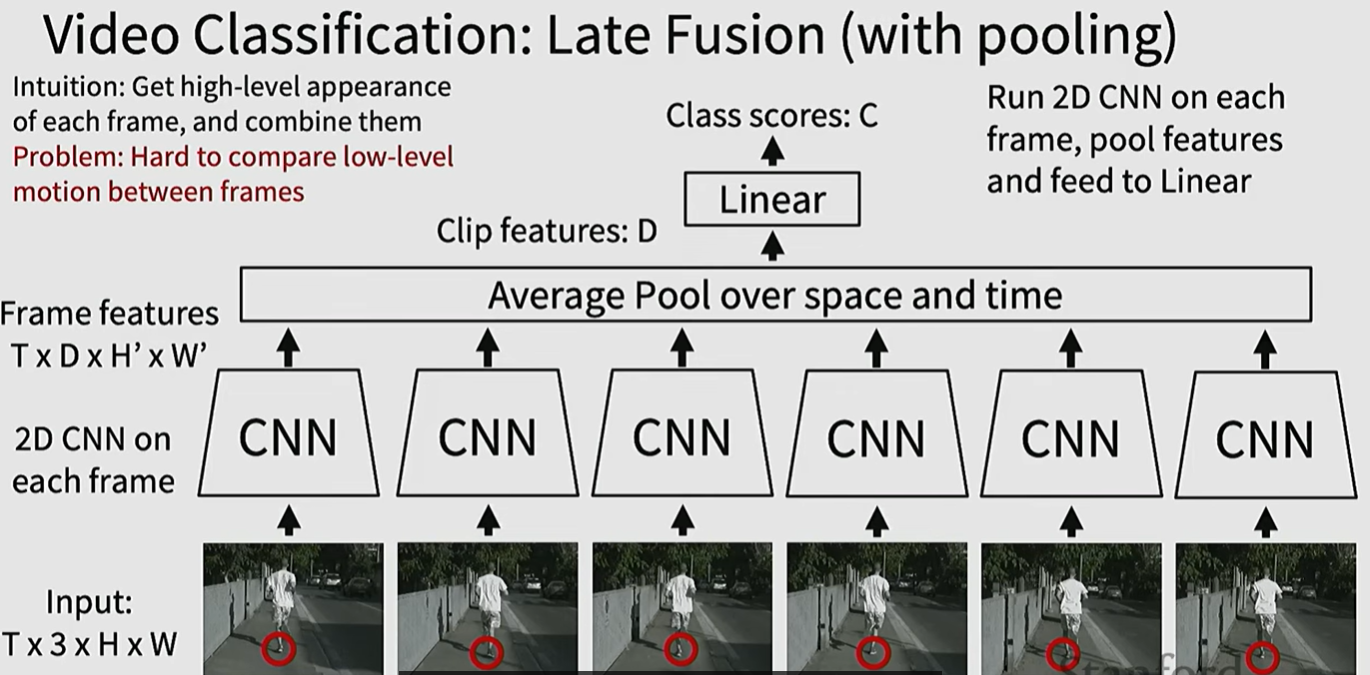 Video Classification: Late Fusion (with pooling)
Intuition: Get high-level appearance
of each frame, and combine them
Problem: Hard to compare low-level
motion between frames
Class scores: C
Run 2D CNN on each
frame, pool features
and feed to Linear
Linear
Clip features: D
Average Pool over space and time
Frame features
T x D x H’ x W’
CNN CNN CNN CNN CNN CNN
2D CNN on
each frame
Input:
T x 3 x H x W
Stanford